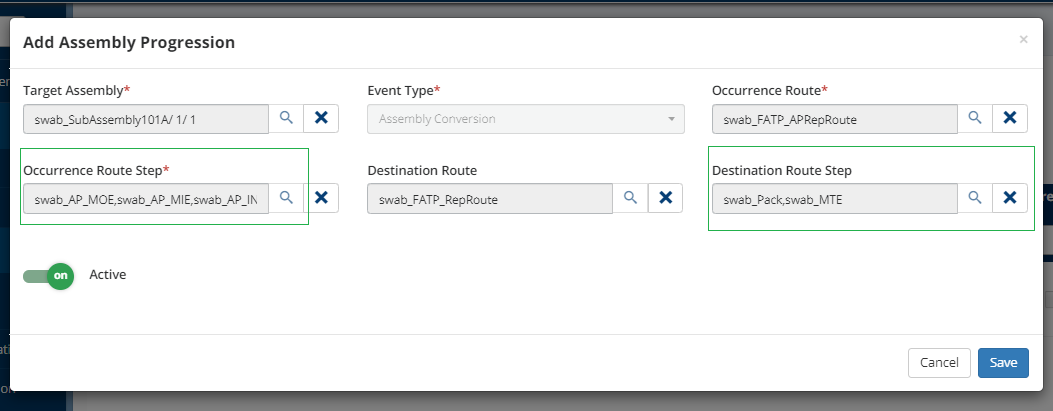 Add Assembly Progression
×
Target Assembly*
Event Type*
Occurrence Route*
swab_SubAssembly101A/ 1/ 1
Assembly Conversion
swab_FATP_APRepRoute
Occurrence Route Step*
Destination Route
Destination Route Step
swab_AP_MOE,swab_AP_MIE,swab_AP_IN
swab_FATP_RepRoute
swab_Pack,swab_MTE
on
Active
Cancel
Save